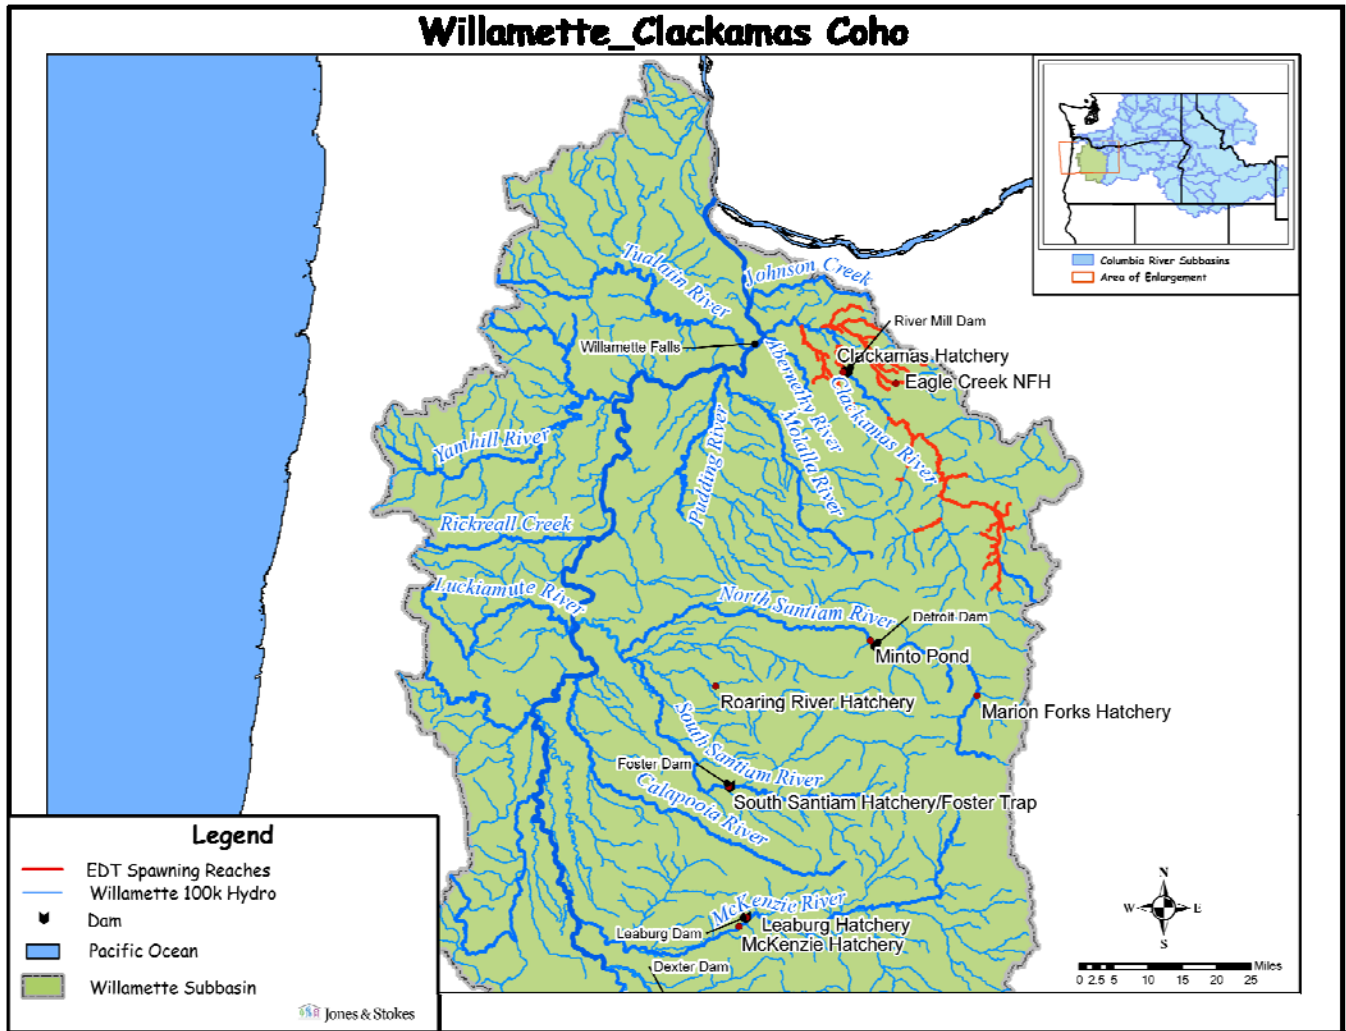 Willamette_Clackamas Coho
Columbia River Subbasins
Area of Enlargement
Tualain River
Johnson Creek
River Mill Dam
Willamette Falls
Clackamas Hatchery
Eagle Creek NFH
Abernethy River
Clackamas River
Molalla River
Pudding River
Yamhill River
Rickreall Creek
Luckiamute River
North Santiam River
Detroit Dam
Minto Pond
Roaring River Hatchery
Marion Forks Hatchery
South Santiam River
Foster Dam
South Santiam Hatchery/Foster Trap
Calapooia River
McKenzie River
Leaburg Hatchery
Leaburg Dam
McKenzie Hatchery
Dexter Dam
Legend
EDT Spawning Reaches
Willamette 100k Hydro
Dam
Pacific Ocean
Willamette Subbasin
Jones & Stokes
N
W E
S
Miles
0 2.5 5 10 15 20 25